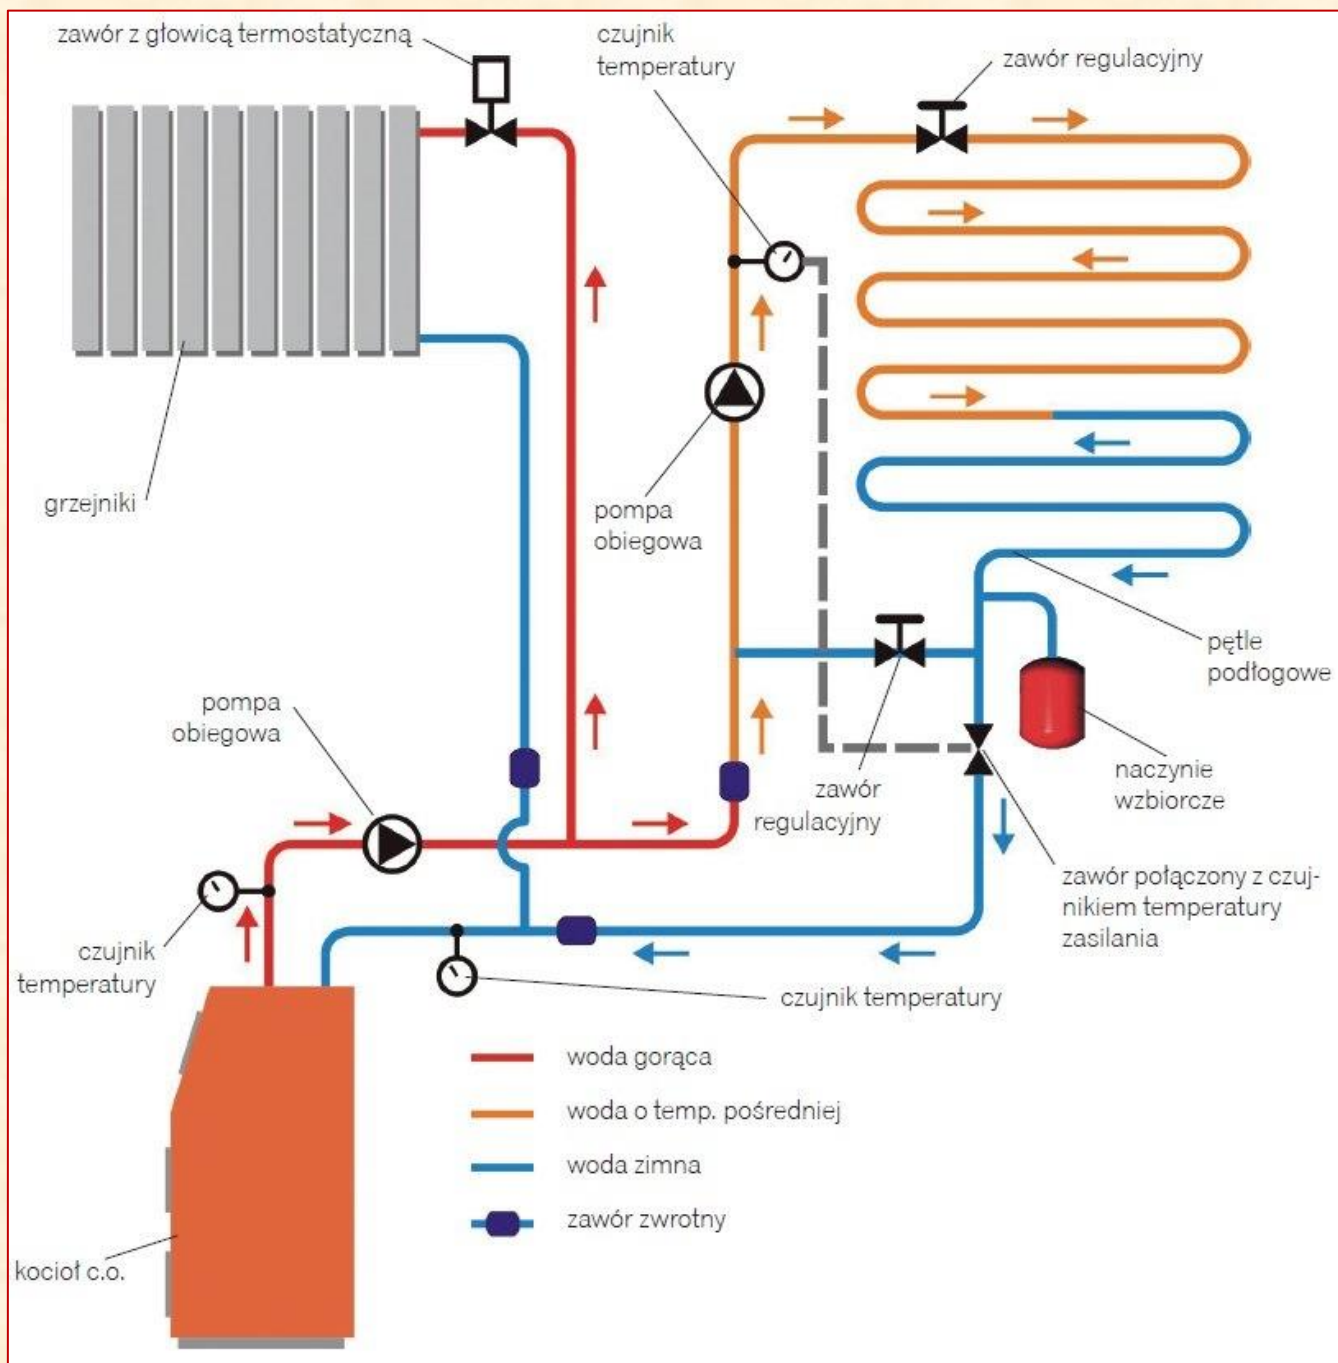 zawór z głowicą termostatyczną
czujnik
temperatury
zawór regulacyjny
grzejniki
pompa
obiegowa
pętle
podłogowe
pompa
obiegowa
naczynie
wzbiorcze
zawór
regulacyjny
zawór połączony z czuj-
nikiem temperatury
zasilania
czujnik
temperatury
czujnik temperatury
woda gorąca
woda o temp. pośredniej
woda zimna
zawór zwrotny
kocioł c.o.